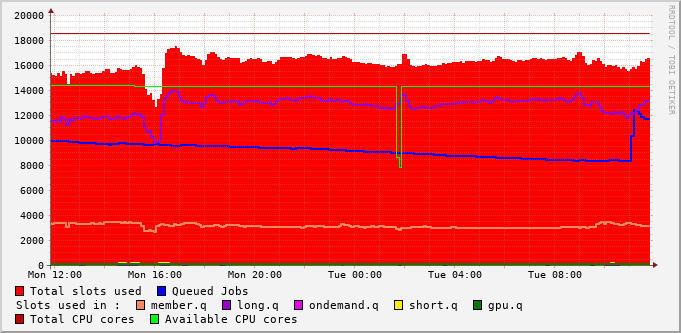 20000
18000
16000
14000
12000
10000
8000
6000
4000
2000
0
Mon 12:00 Mon 16:00 Mon 20:00 Tue 00:00 Tue 04:00 Tue 08:00
Total slots used Queued Jobs
Slots used in : member.q long.q ondemand.q short.q gpu.q
Total CPU cores Available CPU cores
RRDTOOL / TOBI OETIKER